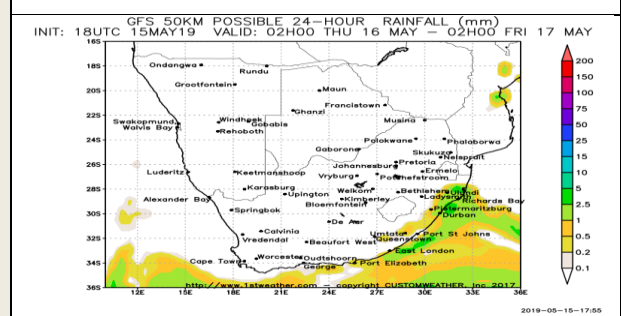 GFS 50KM POSSIBLE 24-HOUR RAINFALL (mm)
INIT: 18UTC 15MAY19 VALID: 02H00 THU 16 MAY - 02H00 FRI 17 MAY
16S
200
Ondangwa
Rundu
18S
150
Grootfontein
Maun
20S
100
Francistown
Ghanzi
22S
75
Swakopmund
Windhoek
Gobabis
Musina
Walvis Bay
Rehoboth
50
24S
Polokwane
Phalaborwa
25
Gaborone
Skukuza
Johannesburg
Pretoria
Nelspruit
26S
15
Luderitz
Keetmanshoop
Vryburg
Ermelo
Potchefstroom
10
28S
Karasburg
Upington
Welkom
Bethlehem
Ulundi
5
Alexander Bay
Kimberley
Ladysmith
Richards Bay
Bloemfontein
Pietermaritzburg
2.5
30S
Springbok
De Aar
Durban
1
32S
Calvinia
Umtata
Port St Johns
Vredendal
Beaufort West
Queenstown
0.5
East London
34S
Cape Town
Worcester
Oudtshoorn
Port Elizabeth
0.2
George
0.1
36S
http://www.1stweather.com - copyright CUSTOMWEATHER, Inc 2017
12E 15E 18E 21E 24E 27E 30E 33E 36E
2019-05-15-17:55